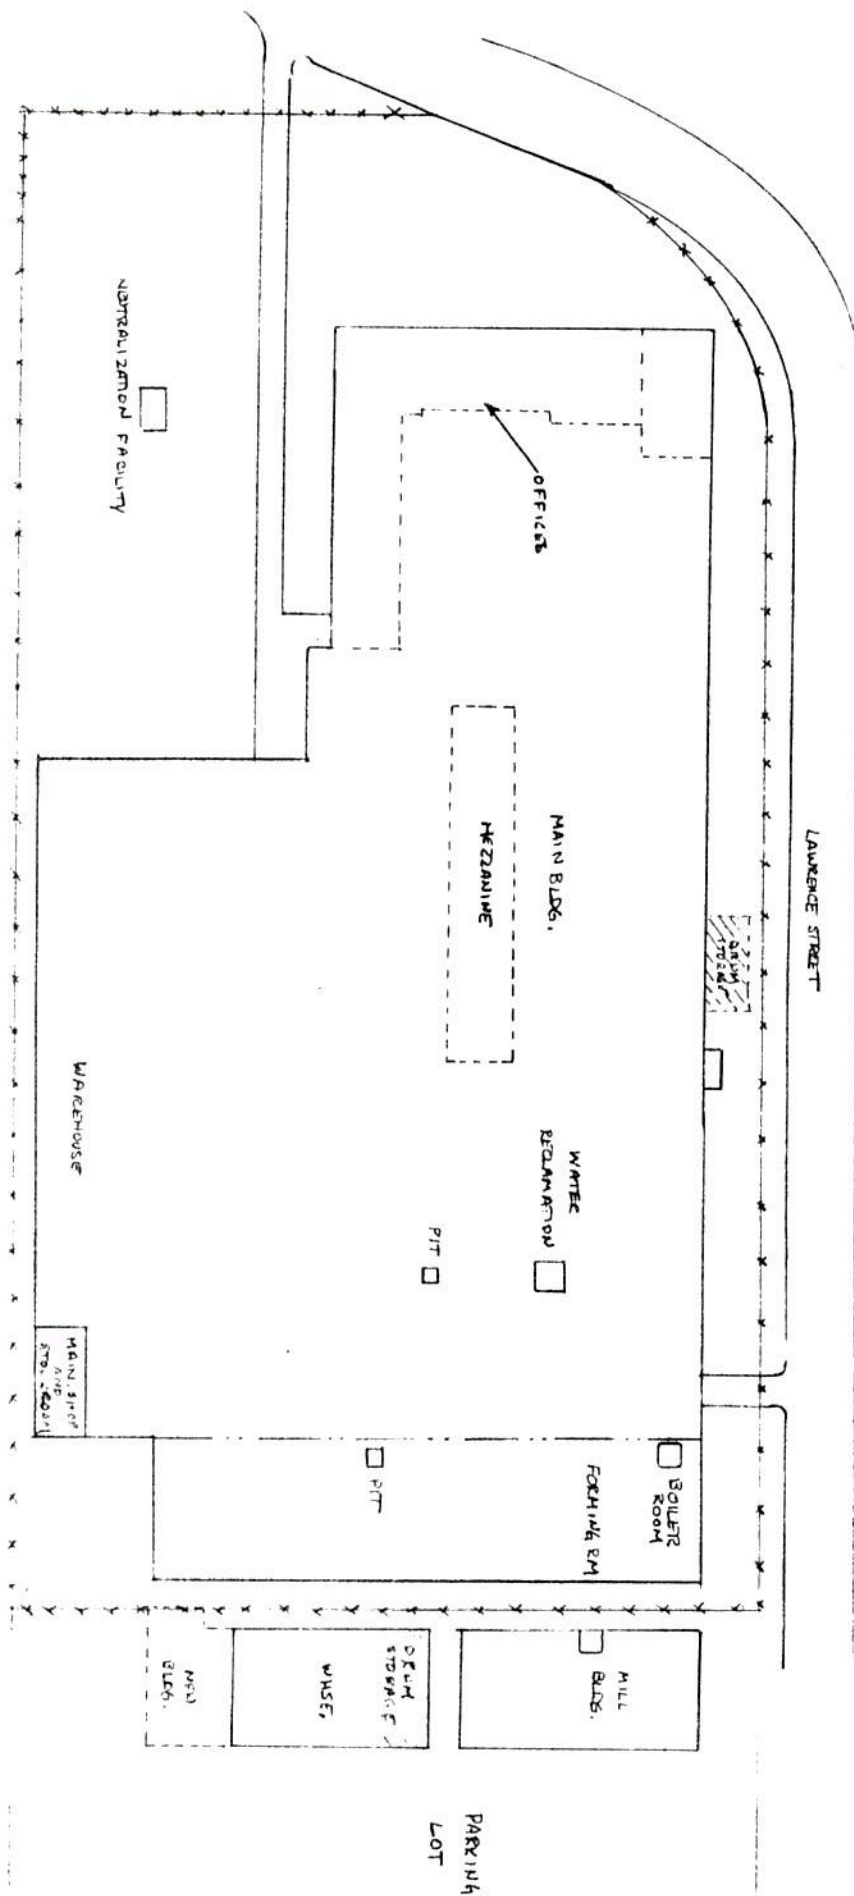 LAWRENCE STREET
OFFICES
DRUM
STORAGE
MAIN BLDG.
MEZZANINE
NEUTRALIZATION FACILITY
WATER
RECLAMATION
PIT
WAREHOUSE
BOILER
ROOM
FORMING RM
PIT
MAIN. SHOP
AND
MILL
BLDG.
DRUM
STORAGE
WHSE.
NEW
BLDG.
PARKING
LOT